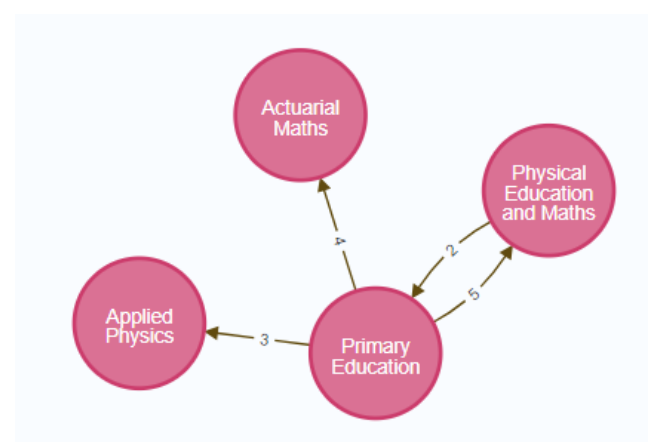 Actuarial
Maths
Physical
Education
and Maths
4
2
5
Applied
Physics
3
Primary
Education